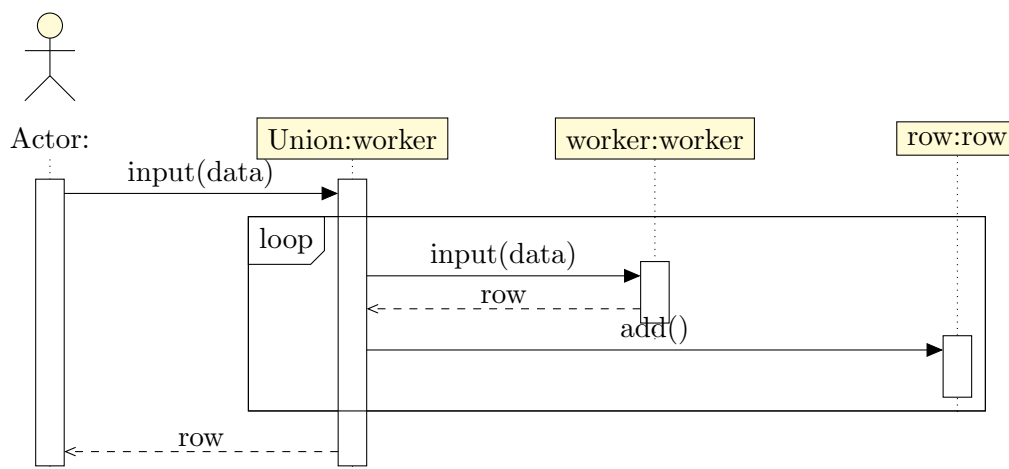 Actor:
Union:worker
worker:worker
row:row
input(data)
loop
input(data)
row
add()
row